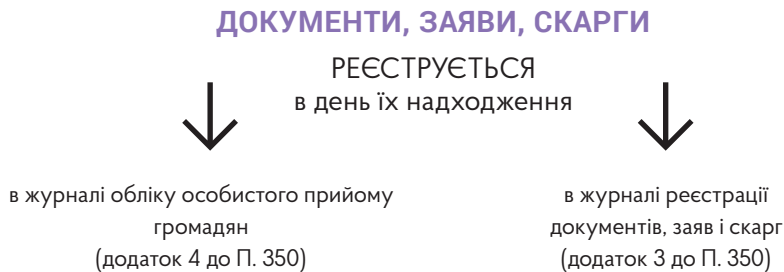 ДОКУМЕНТИ, ЗАЯВИ, СКАРГИ
РЕЄСТРУЄТЬСЯ
в день їх надходження
в журналі обліку особистого прийому
громадян
(додаток 4 до П. 350)
в журналі реєстрації
документів, заяв і скарг
(додаток 3 до П. 350)